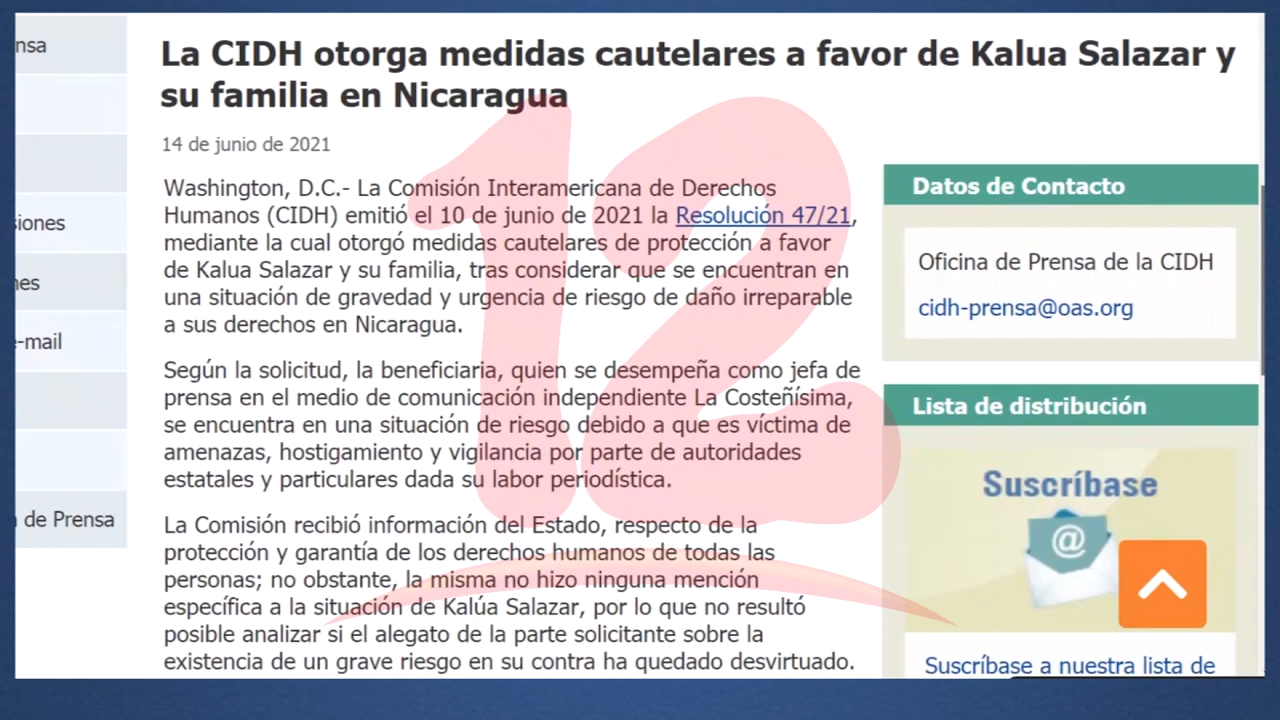 nsa
siones
nes
e-mail
de Prensa
La CIDH otorga medidas cautelares a favor de Kalua Salazar y
su familia en Nicaragua
14 de junio de 2021
Washington, D.C.- La Comisión Interamericana de Derechos
Humanos (CIDH) emitió el 10 de junio de 2021 la Resolución 47/21,
mediante la cual otorgó medidas cautelares de protección a favor
de Kalua Salazar y su familia, tras considerar que se encuentran en
una situación de gravedad y urgencia de riesgo de daño irreparable
a sus derechos en Nicaragua.
Según la solicitud, la beneficiaria, quien se desempeña como jefa de
prensa en el medio de comunicación independiente La Costeñísima,
se encuentra en una situación de riesgo debido a que es víctima de
amenazas, hostigamiento y vigilancia por parte de autoridades
estatales y particulares dada su labor periodística.
La Comisión recibió información del Estado, respecto de la
protección y garantía de los derechos humanos de todas las
personas; no obstante, la misma no hizo ninguna mención
específica a la situación de Kalúa Salazar, por lo que no resultó
posible analizar si el alegato de la parte solicitante sobre la
existencia de un grave riesgo en su contra ha quedado desvirtuado.
12
Datos de Contacto
Oficina de Prensa de la CIDH
cidh-prensa@oas.org
Lista de distribución
Suscríbase
@
Suscríbase a nuestra lista de